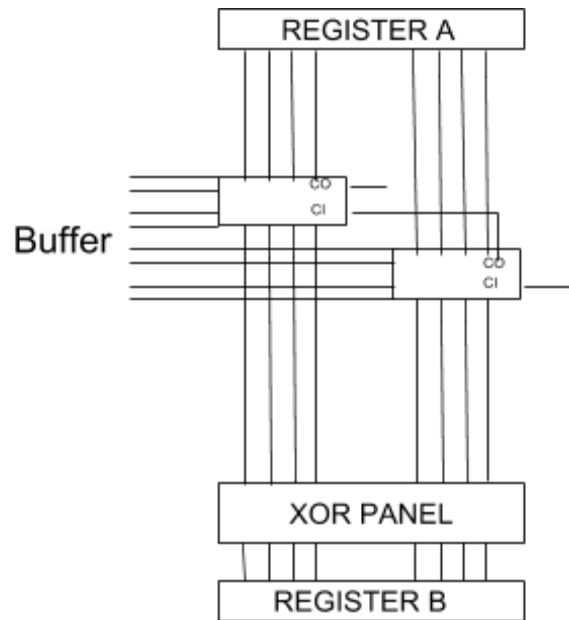 REGISTER A
CO
CI
Buffer
CO
CI
XOR PANEL
REGISTER B